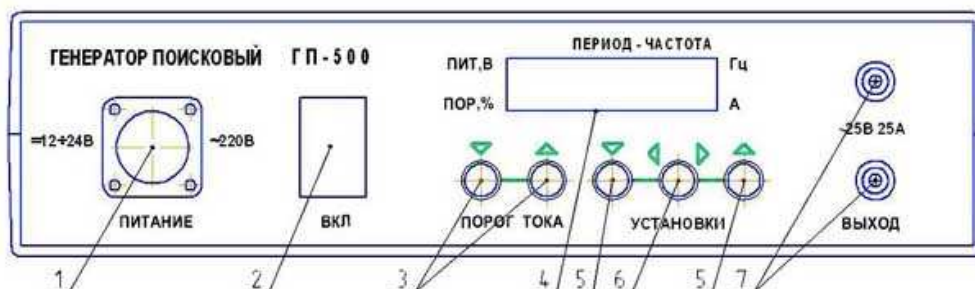 ГЕНЕРАТОР ПОИСКОВЫЙ ГП-500
ПЕРИОД - ЧАСТОТА
ПИТ,В Гц
ПОР,% А
=12÷24В ~220В
~25В 25А
ПИТАНИЕ ВКЛ ПОРОГ ТОКА УСТАНОВКИ ВЫХОД
1 2 3 4 5 6 5 7